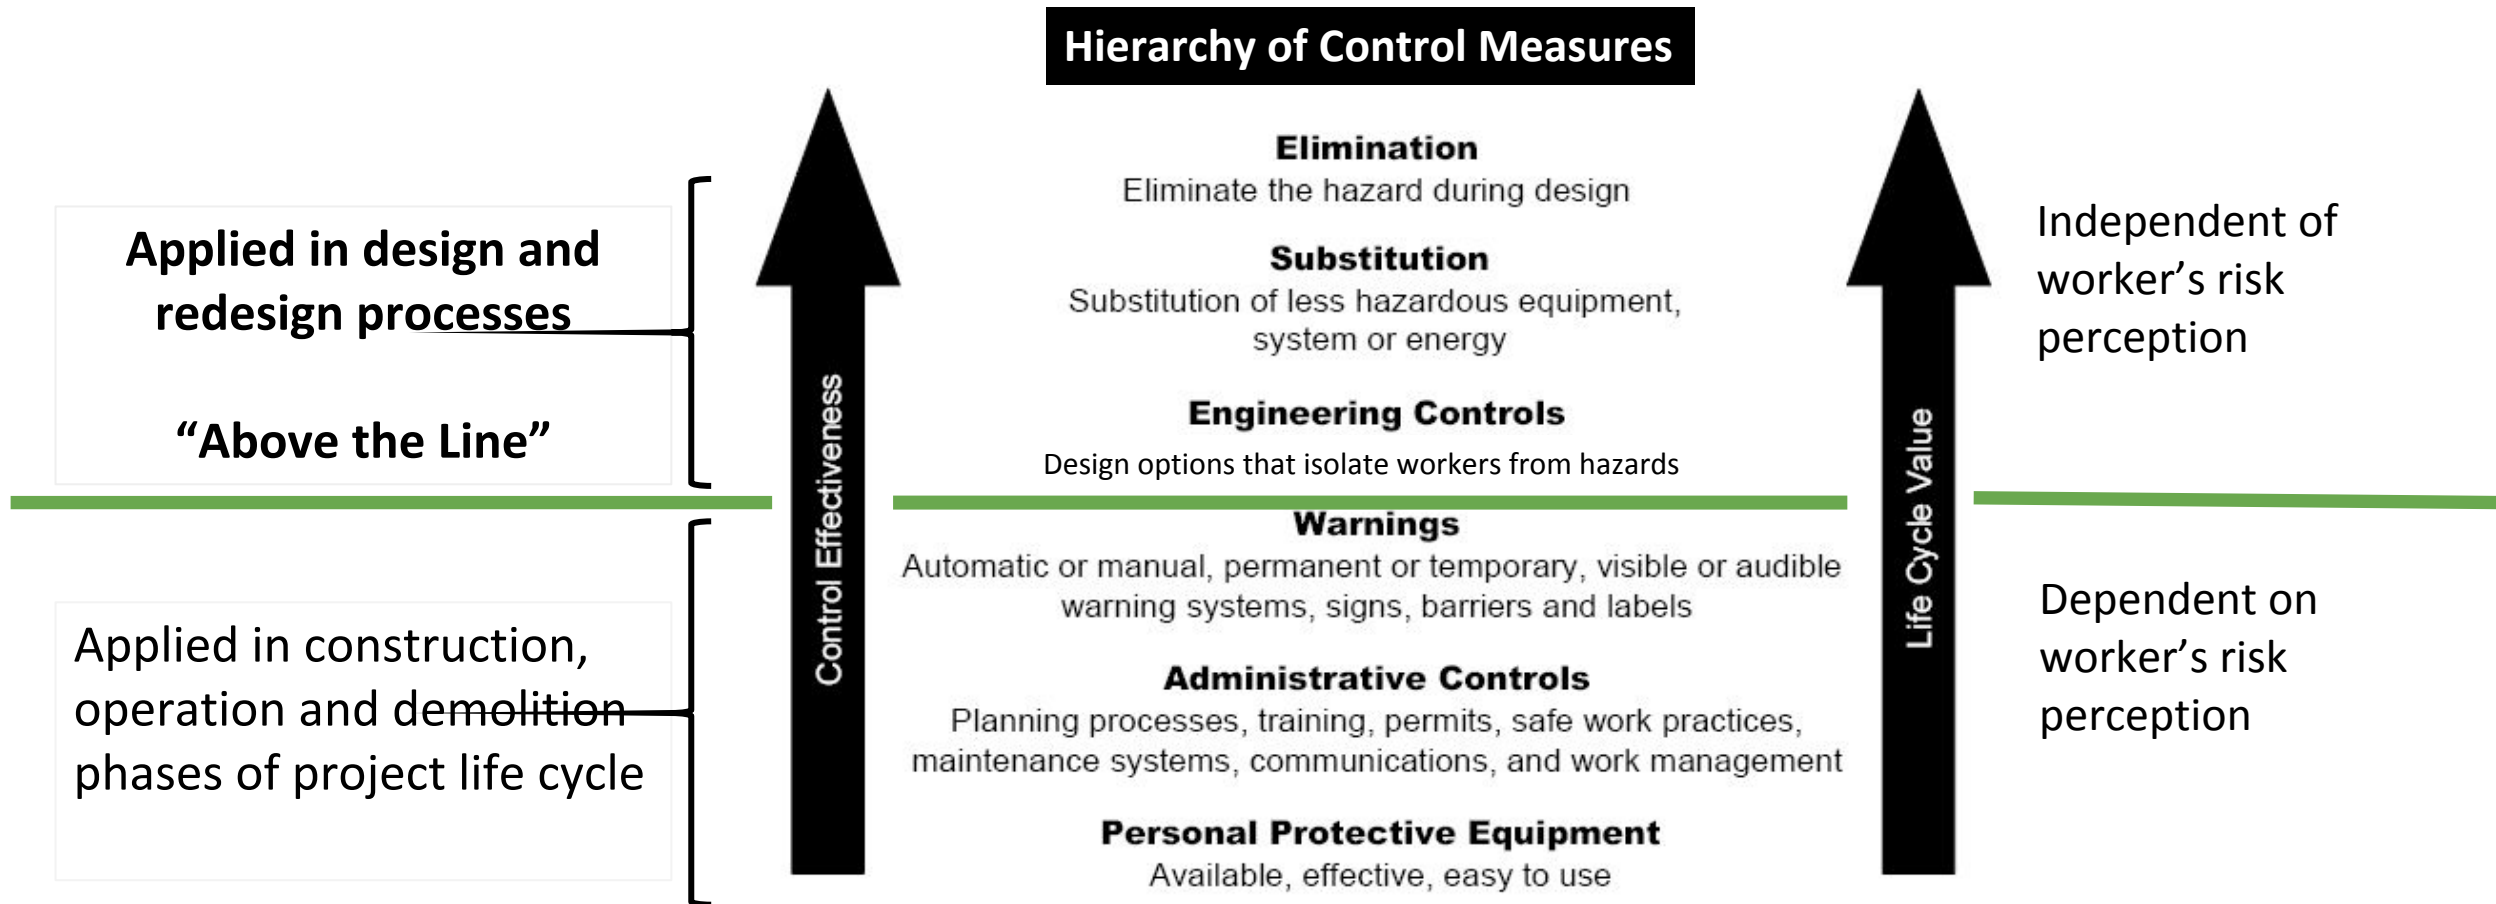 Hierarchy of Control Measures
Applied in design and
redesign processes
“Above the Line”
Applied in construction,
operation and demolition
phases of project life cycle
Control Effectiveness
Elimination
Eliminate the hazard during design
Substitution
Substitution of less hazardous equipment,
system or energy
Engineering Controls
Design options that isolate workers from hazards
Warnings
Automatic or manual, permanent or temporary, visible or audible
warning systems, signs, barriers and labels
Administrative Controls
Planning processes, training, permits, safe work practices,
maintenance systems, communications, and work management
Personal Protective Equipment
Available, effective, easy to use
Life Cycle Value
Independent of
worker’s risk
perception
Dependent on
worker’s risk
perception